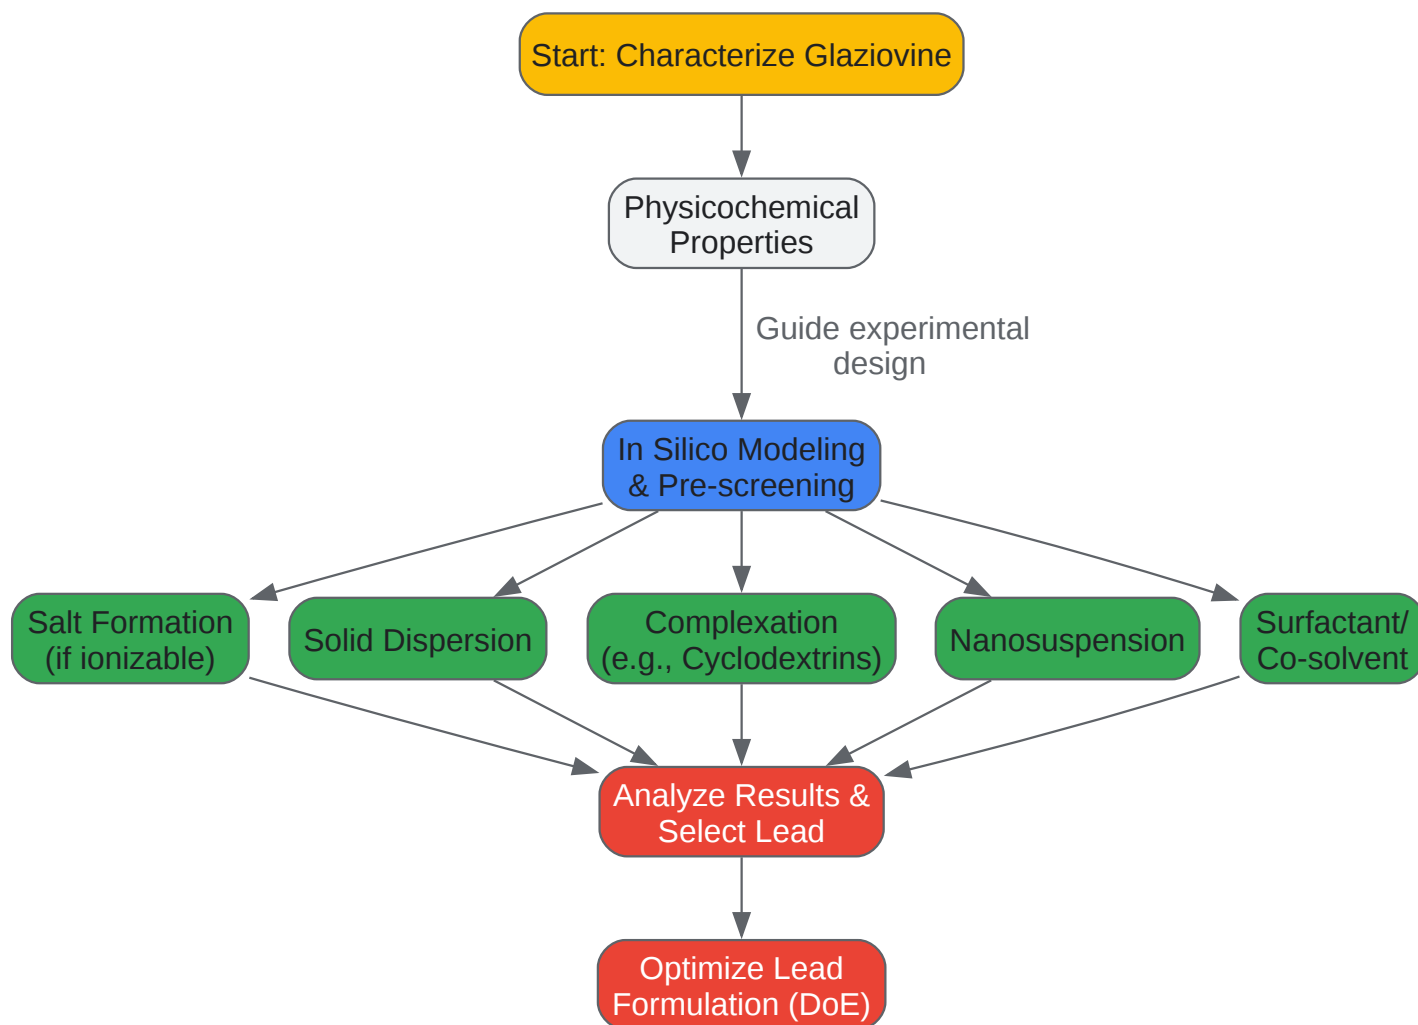 Start: Characterize Glaziovine
Physicochemical
Properties
Guide experimental
design
In Silico Modeling
& Pre-screening
Salt Formation
(if ionizable)
Solid Dispersion
Complexation
(e.g., Cyclodextrins)
Nanosuspension
Surfactant/
Co-solvent
Analyze Results &
Select Lead
Optimize Lead
Formulation (DoE)